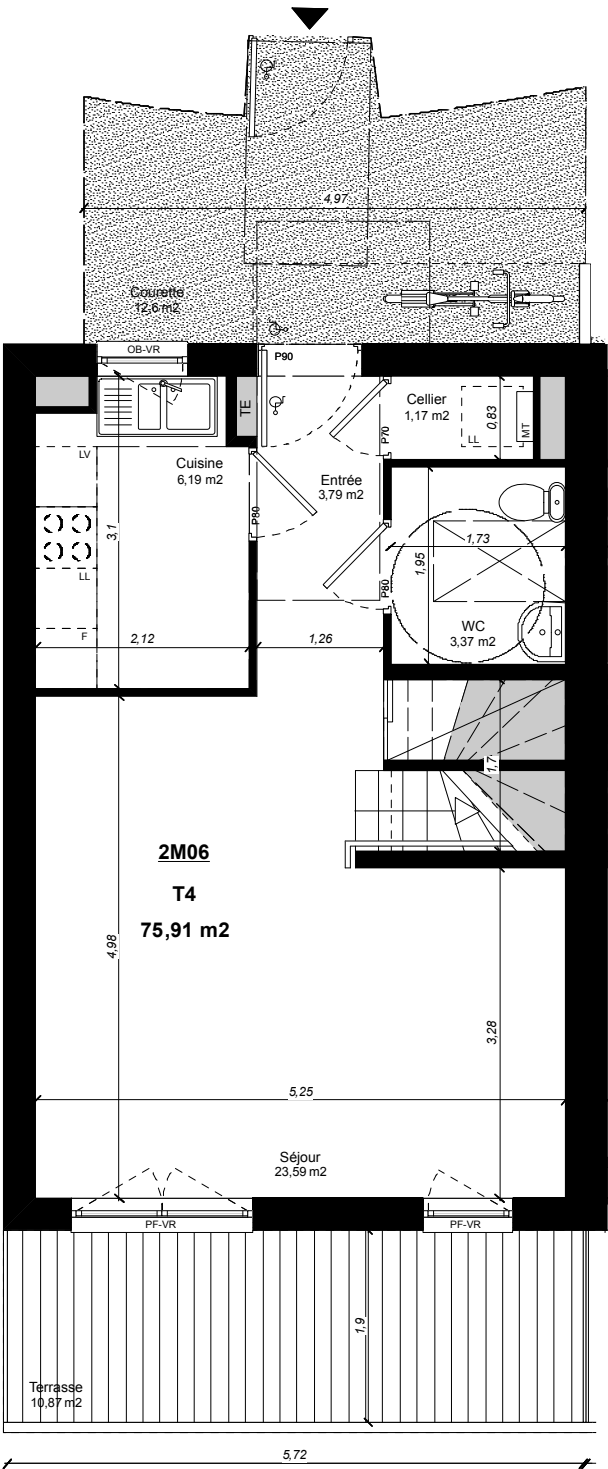 4,97
Courette
12,6 m2
OB-VR
P90
TE
Cellier
1,17 m2
0,83
LL
MT
P70
LV
Cuisine
6,19 m2
Entrée
3,79 m2
3,1
P80
1,73
1,95
LL
P80
WC
3,37 m2
F
2,12
1,26
1,7
2M06
T4
75,91 m2
4,98
3,28
5,25
Séjour
23,59 m2
PF-VR
PF-VR
1,9
Terrasse
10,87 m2
5,72